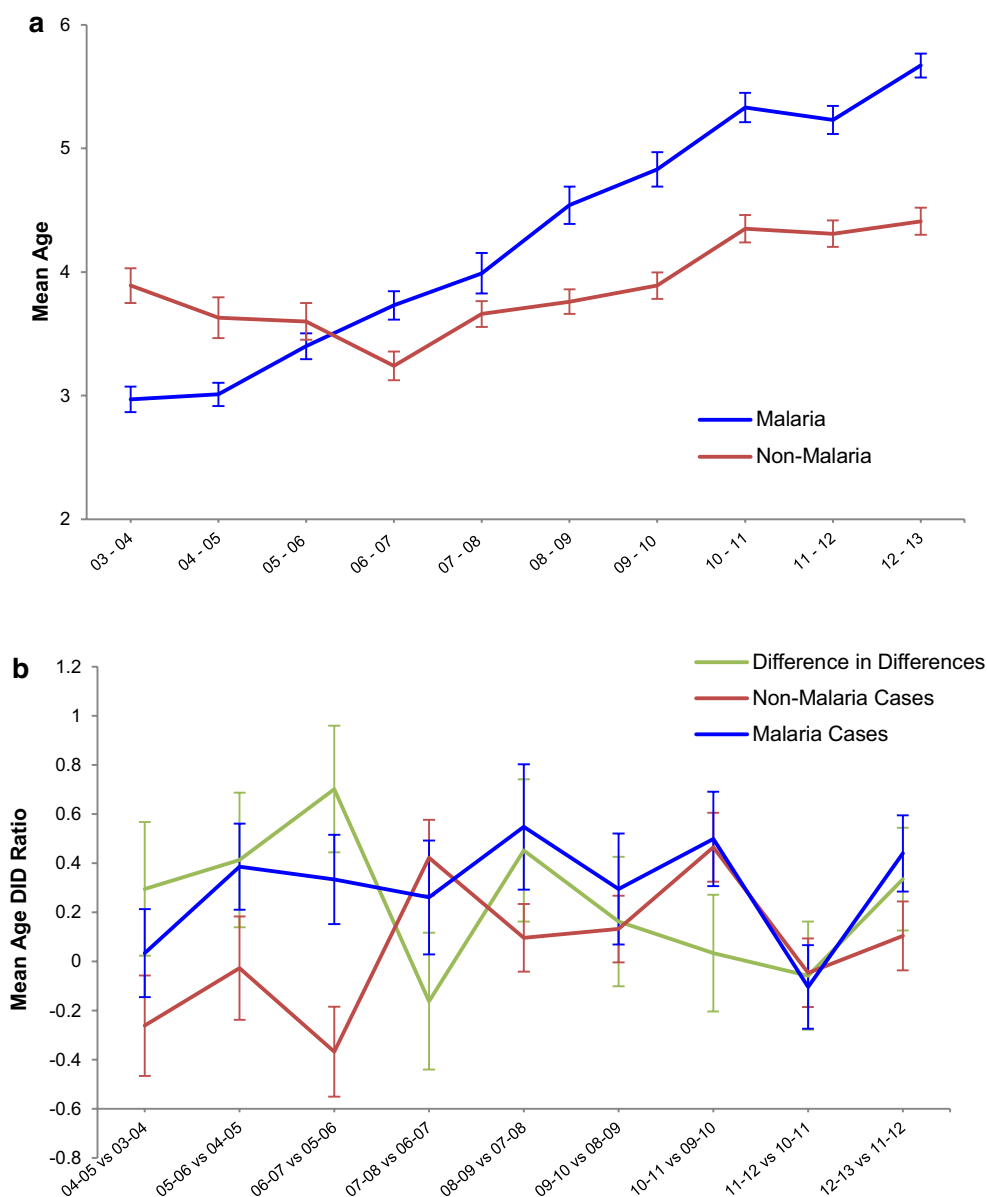 a
6
5
4
3
2
Mean Age
Malaria
Non-Malaria
03 - 04
04 - 05
05 - 06
06 - 07
07 - 08
08 - 09
09 - 10
10 - 11
11 - 12
12 - 13
b
Difference in Differences
Non-Malaria Cases
Malaria Cases
1.2
1
0.8
0.6
0.4
0.2
0
-0.2
-0.4
-0.6
-0.8
Mean Age DID Ratio
04-05 vs 03-04
05-06 vs 04-05
06-07 vs 05-06
07-08 vs 06-07
08-09 vs 07-08
09-10 vs 08-09
10-11 vs 09-10
11-12 vs 10-11
12-13 vs 11-12